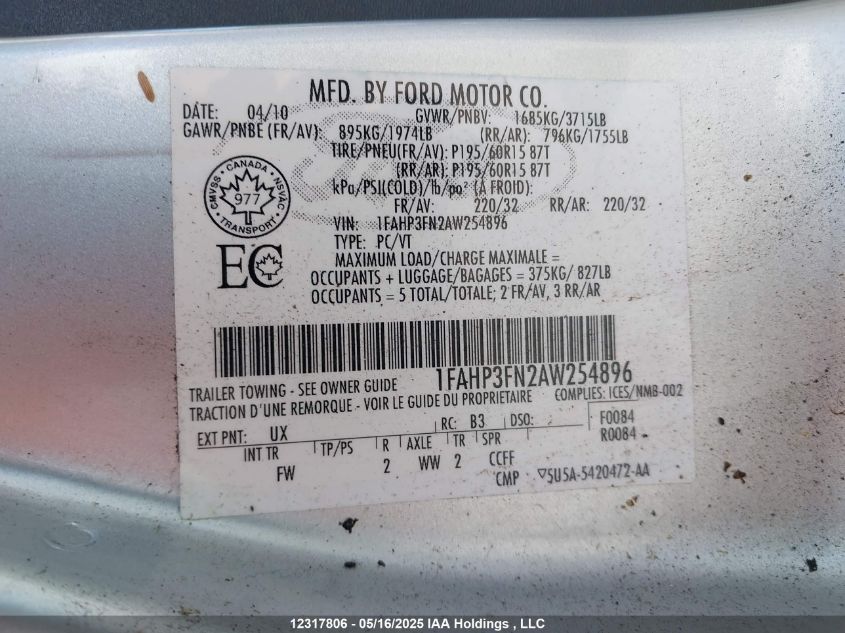 MFD. BY FORD MOTOR CO.
DATE: 04/10 GVWR/PNBV: 1685KG/3715LB
GAWR/PNBE (FR/AV): 895KG/1974LB (RR/AR): 796KG/1755LB
TIRE/PNEU(FR/AV): P195/60R15 87T
(RR/AR): P195/60R15 87T
kPa/PSI(COLD)/lb/po² (À FROID):
FR/AV: 220/32 RR/AR: 220/32
VIN: 1FAHP3FN2AW254896
TYPE: PC/VT
CMVSS • CANADA • NSVAC
977
• TRANSPORT •
EC
MAXIMUM LOAD/CHARGE MAXIMALE =
OCCUPANTS + LUGGAGE/BAGAGES = 375KG/ 827LB
OCCUPANTS = 5 TOTAL/TOTALE; 2 FR/AV, 3 RR/AR
1FAHP3FN2AW254896
TRAILER TOWING - SEE OWNER GUIDE COMPLIES: ICES/NMB-002
TRACTION D'UNE REMORQUE - VOIR LE GUIDE DU PROPRIETAIRE
EXT PNT: UX RC: B3 DSO: F0084
INT TR TP/PS R AXLE TR SPR R0084
FW 2 WW 2 CCFF
CMP ▽5U5A-5420472-AA
12317806 - 05/16/2025 IAA Holdings , LLC